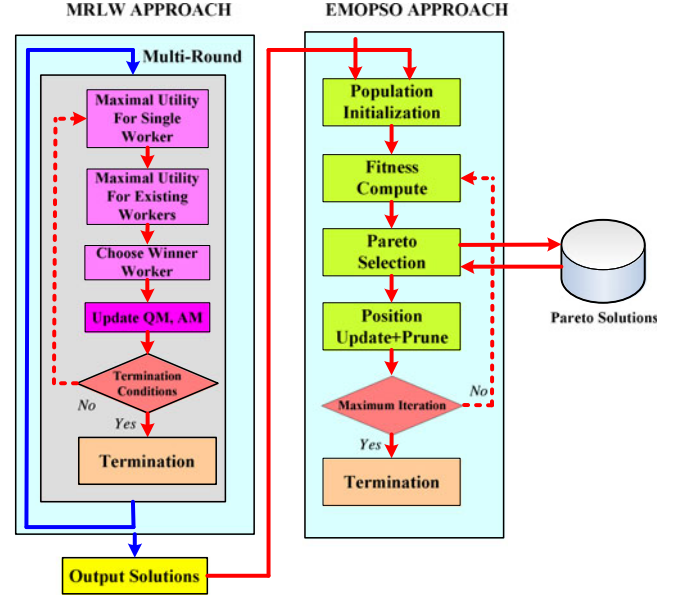 MRLW APPROACH
Multi-Round
Maximal Utility
For Single
Worker
Maximal Utility
For Existing
Workers
Choose Winner
Worker
Update QM, AM
Termination
Conditions
No
Yes
Termination
Output Solutions
EMOPSO APPROACH
Population
Initialization
Fitness
Compute
Pareto
Selection
Position
Update+Prune
Maximum Iteration
No
Yes
Termination
Pareto Solutions